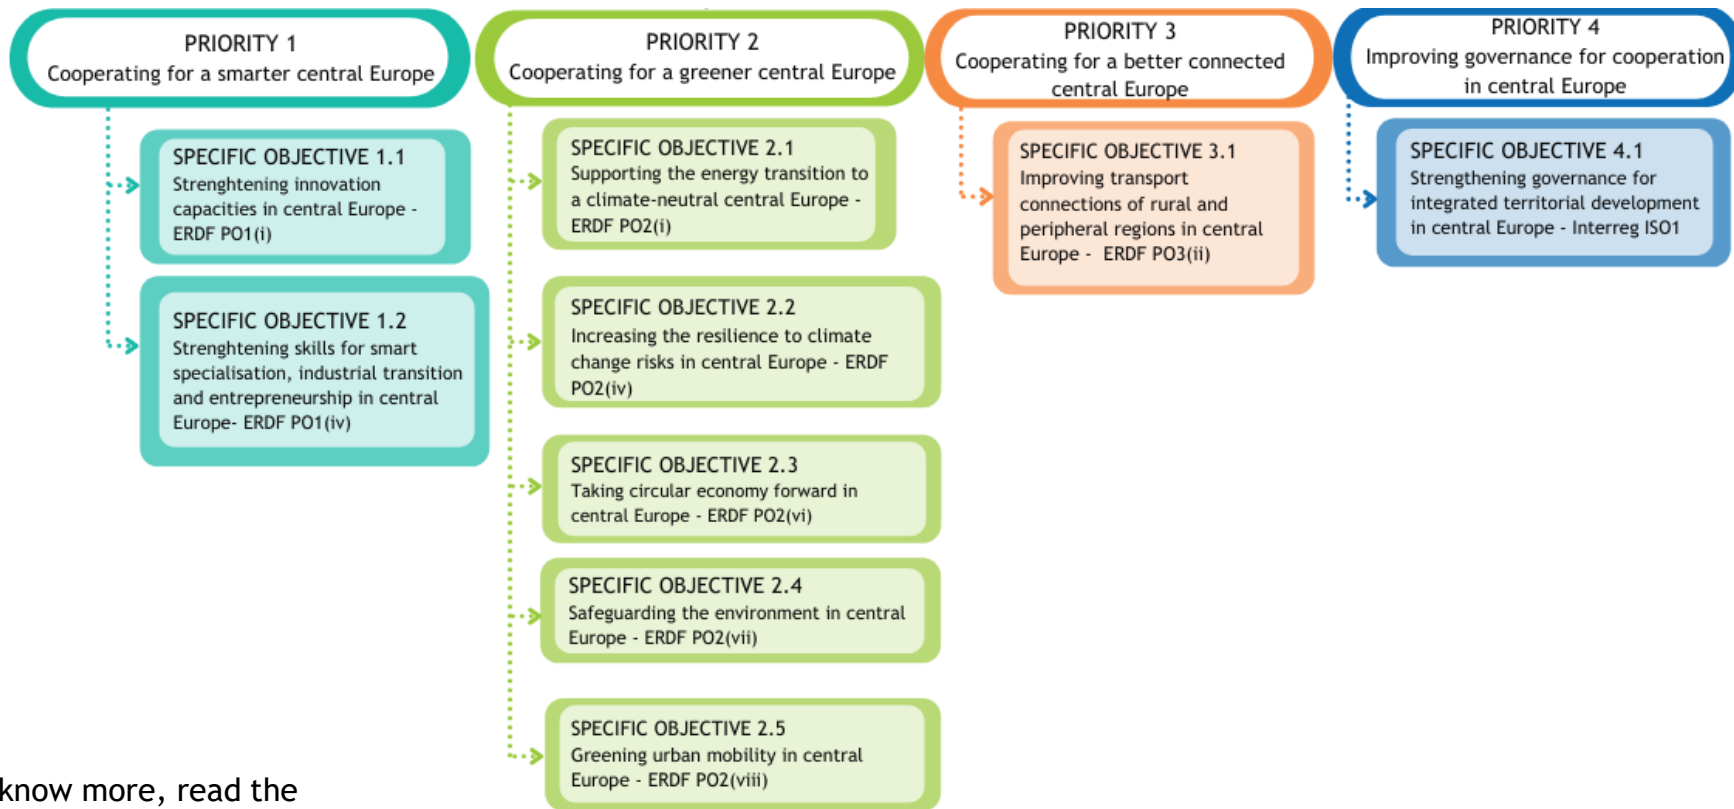 PRIORITY 1
Cooperating for a smarter central Europe
SPECIFIC OBJECTIVE 1.1
Strenghtening innovation
capacities in central Europe -
ERDF PO1(i)
SPECIFIC OBJECTIVE 1.2
Strenghtening skills for smart
specialisation, industrial transition
and entrepreneurship in central
Europe- ERDF PO1(iv)
PRIORITY 2
Cooperating for a greener central Europe
SPECIFIC OBJECTIVE 2.1
Supporting the energy transition to
a climate-neutral central Europe -
ERDF PO2(i)
SPECIFIC OBJECTIVE 2.2
Increasing the resilience to climate
change risks in central Europe - ERDF
PO2(iv)
SPECIFIC OBJECTIVE 2.3
Taking circular economy forward in
central Europe - ERDF PO2(vi)
SPECIFIC OBJECTIVE 2.4
Safeguarding the environment in central
Europe - ERDF PO2(vii)
SPECIFIC OBJECTIVE 2.5
Greening urban mobility in central
Europe - ERDF PO2(viii)
PRIORITY 3
Cooperating for a better connected
central Europe
SPECIFIC OBJECTIVE 3.1
Improving transport
connections of rural and
peripheral regions in central
Europe - ERDF PO3(ii)
PRIORITY 4
Improving governance for cooperation
in central Europe
SPECIFIC OBJECTIVE 4.1
Strengthening governance for
integrated territorial development
in central Europe - Interreg ISO1
know more, read the